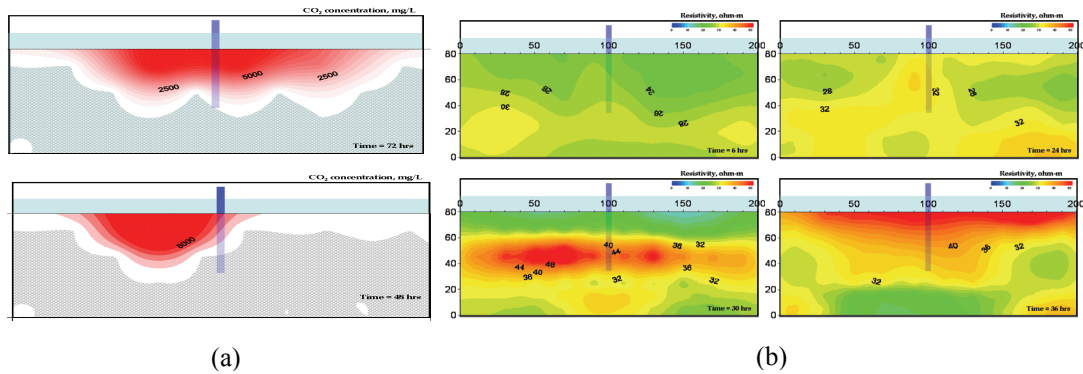 CO₂ concentration, mg/L
2500
5000
2500
Time = 72 hrs
CO₂ concentration, mg/L
8000
Time = 48 hrs
(a)
Resistivity, ohm-m
0 50 100 150 200
80
60
40
20
0
28
30
28
24
28
28
Time = 6 hrs
Resistivity, ohm-m
0 50 100 150 200
80
60
40
20
0
28
32
32
28
32
Time = 24 hrs
Resistivity, ohm-m
0 50 100 150 200
80
60
40
20
0
40
44
36
32
44
48
40
36
36
32
32
Time = 30 hrs
Resistivity, ohm-m
0 50 100 150 200
80
60
40
20
0
40
36
32
32
Time = 36 hrs
(b)